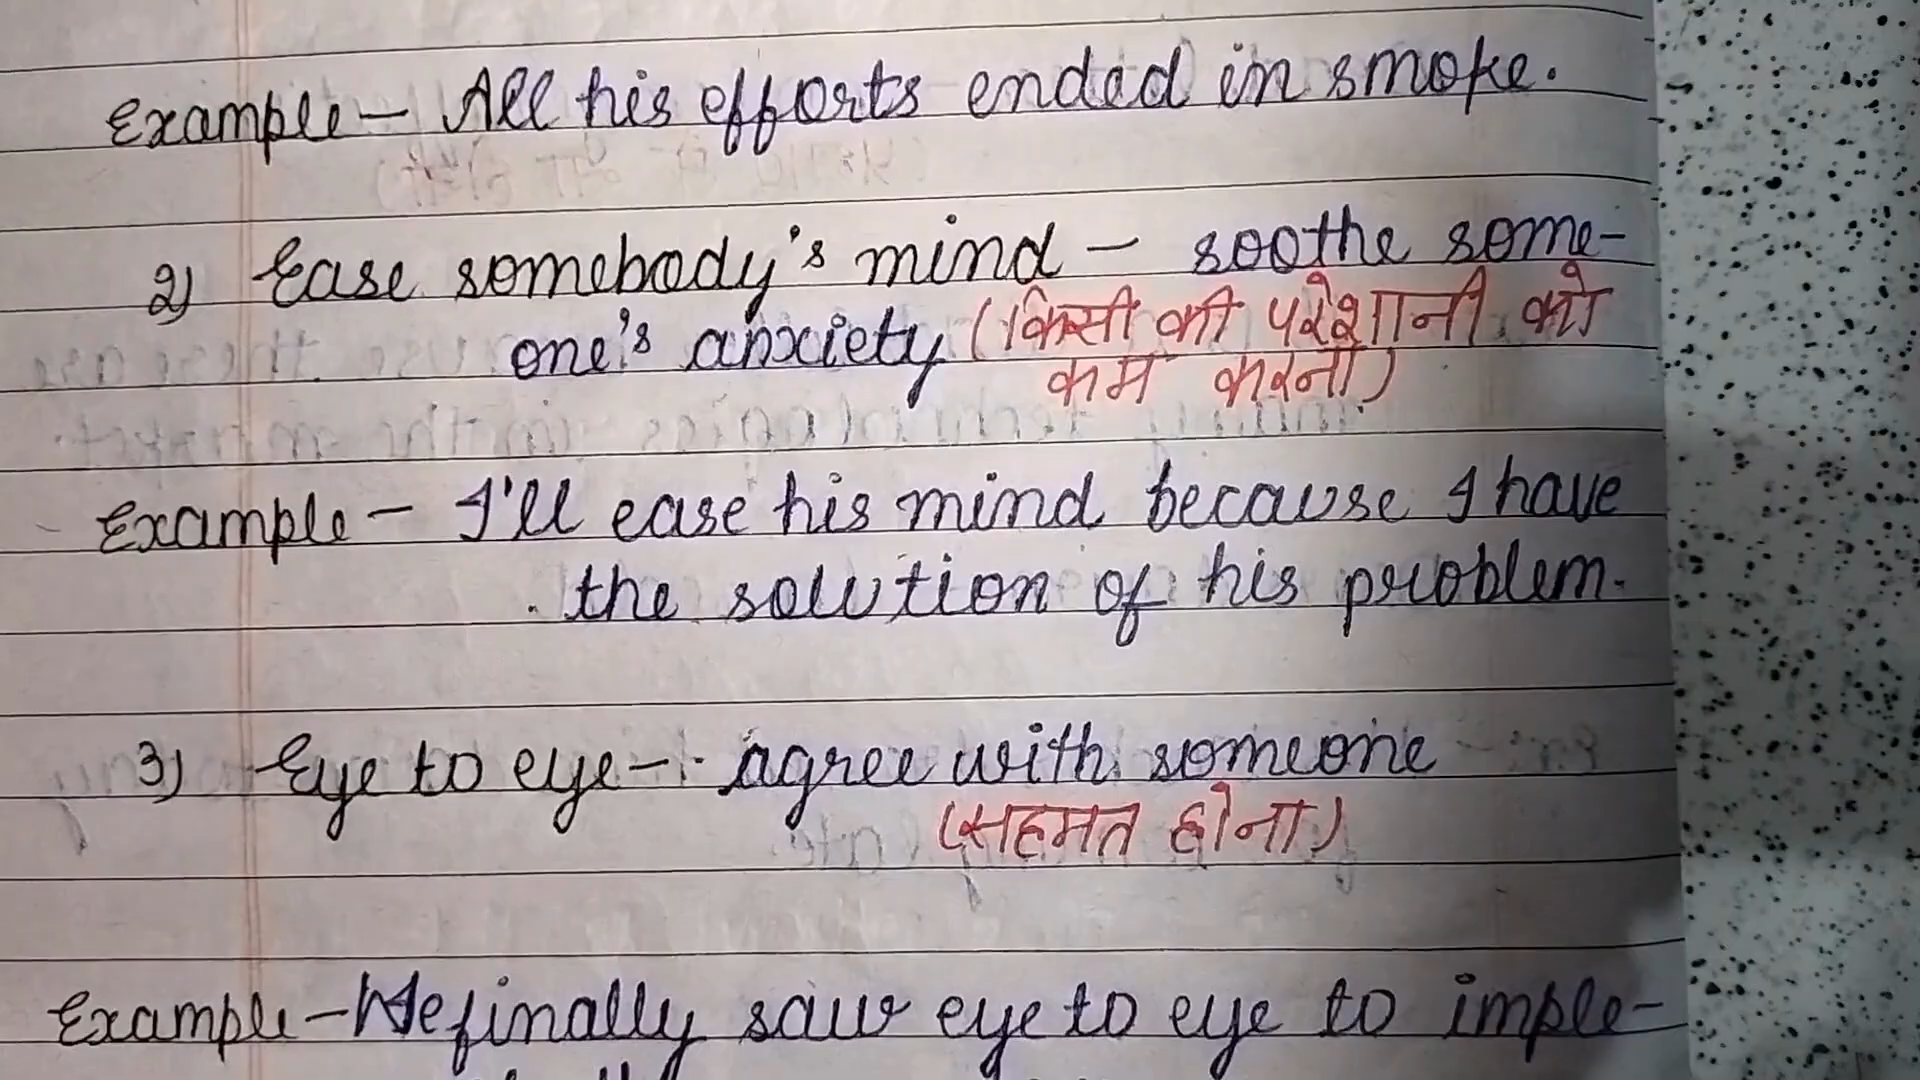 Example - All his efforts ended in smoke.
2) Ease somebody's mind - soothe some-
one's anxiety (किसी की परेशानी को
कम करना)
Example - I'll ease his mind because I have
the solution of his problem.
3) Eye to eye - agree with someone
(सहमत होना)
Example - We finally saw eye to eye to imple-